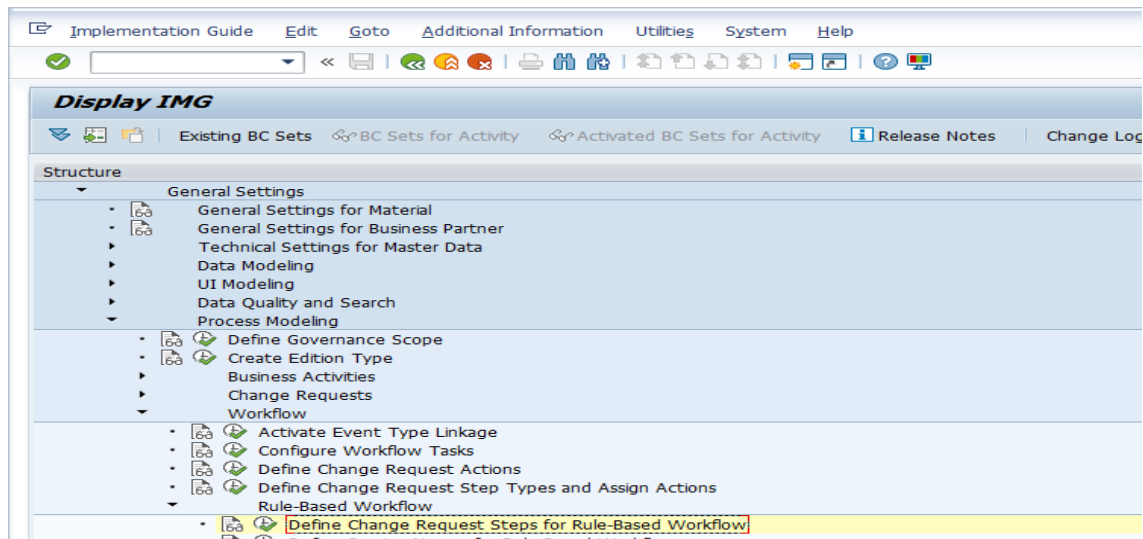 Implementation Guide Edit Goto Additional Information Utilities System Help
Display IMG
Existing BC Sets BC Sets for Activity Activated BC Sets for Activity Release Notes Change Log
Structure
General Settings
General Settings for Material
General Settings for Business Partner
Technical Settings for Master Data
Data Modeling
UI Modeling
Data Quality and Search
Process Modeling
Define Governance Scope
Create Edition Type
Business Activities
Change Requests
Workflow
Activate Event Type Linkage
Configure Workflow Tasks
Define Change Request Actions
Define Change Request Step Types and Assign Actions
Rule-Based Workflow
Define Change Request Steps for Rule-Based Workflow